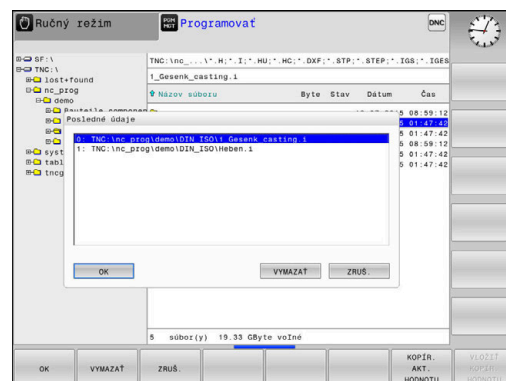 Ručný režim
PGM MGT Programovať
DNC
SF:\
TNC:\
lost+found
nc_prog
demo
TNC:\nc_...\*.H;*.I;*.HU;*.HC;*.DXF;*.STP;*.STEP;*.IGS;*.IGES
1_Gesenk_casting.i
Názov súboru Byte Stav Dátum Čas
5 08:59:12
5 01:47:42
5 01:47:42
5 08:59:12
5 01:47:42
5 01:47:42
syst
tabl
tncg
Posledné údaje
0: TNC:\nc_prog\demo\DIN_ISO\1_Gesenk_casting.i
1: TNC:\nc_prog\demo\DIN_ISO\Heben.i
OK VYMAZAŤ ZRUŠ.
5 súbor(y) 19.33 GByte voľné
OK VYMAZAŤ ZRUŠ.
KOPÍR. AKT. HODNOTU
VLOŽIŤ KOPÍR. HODNOTU